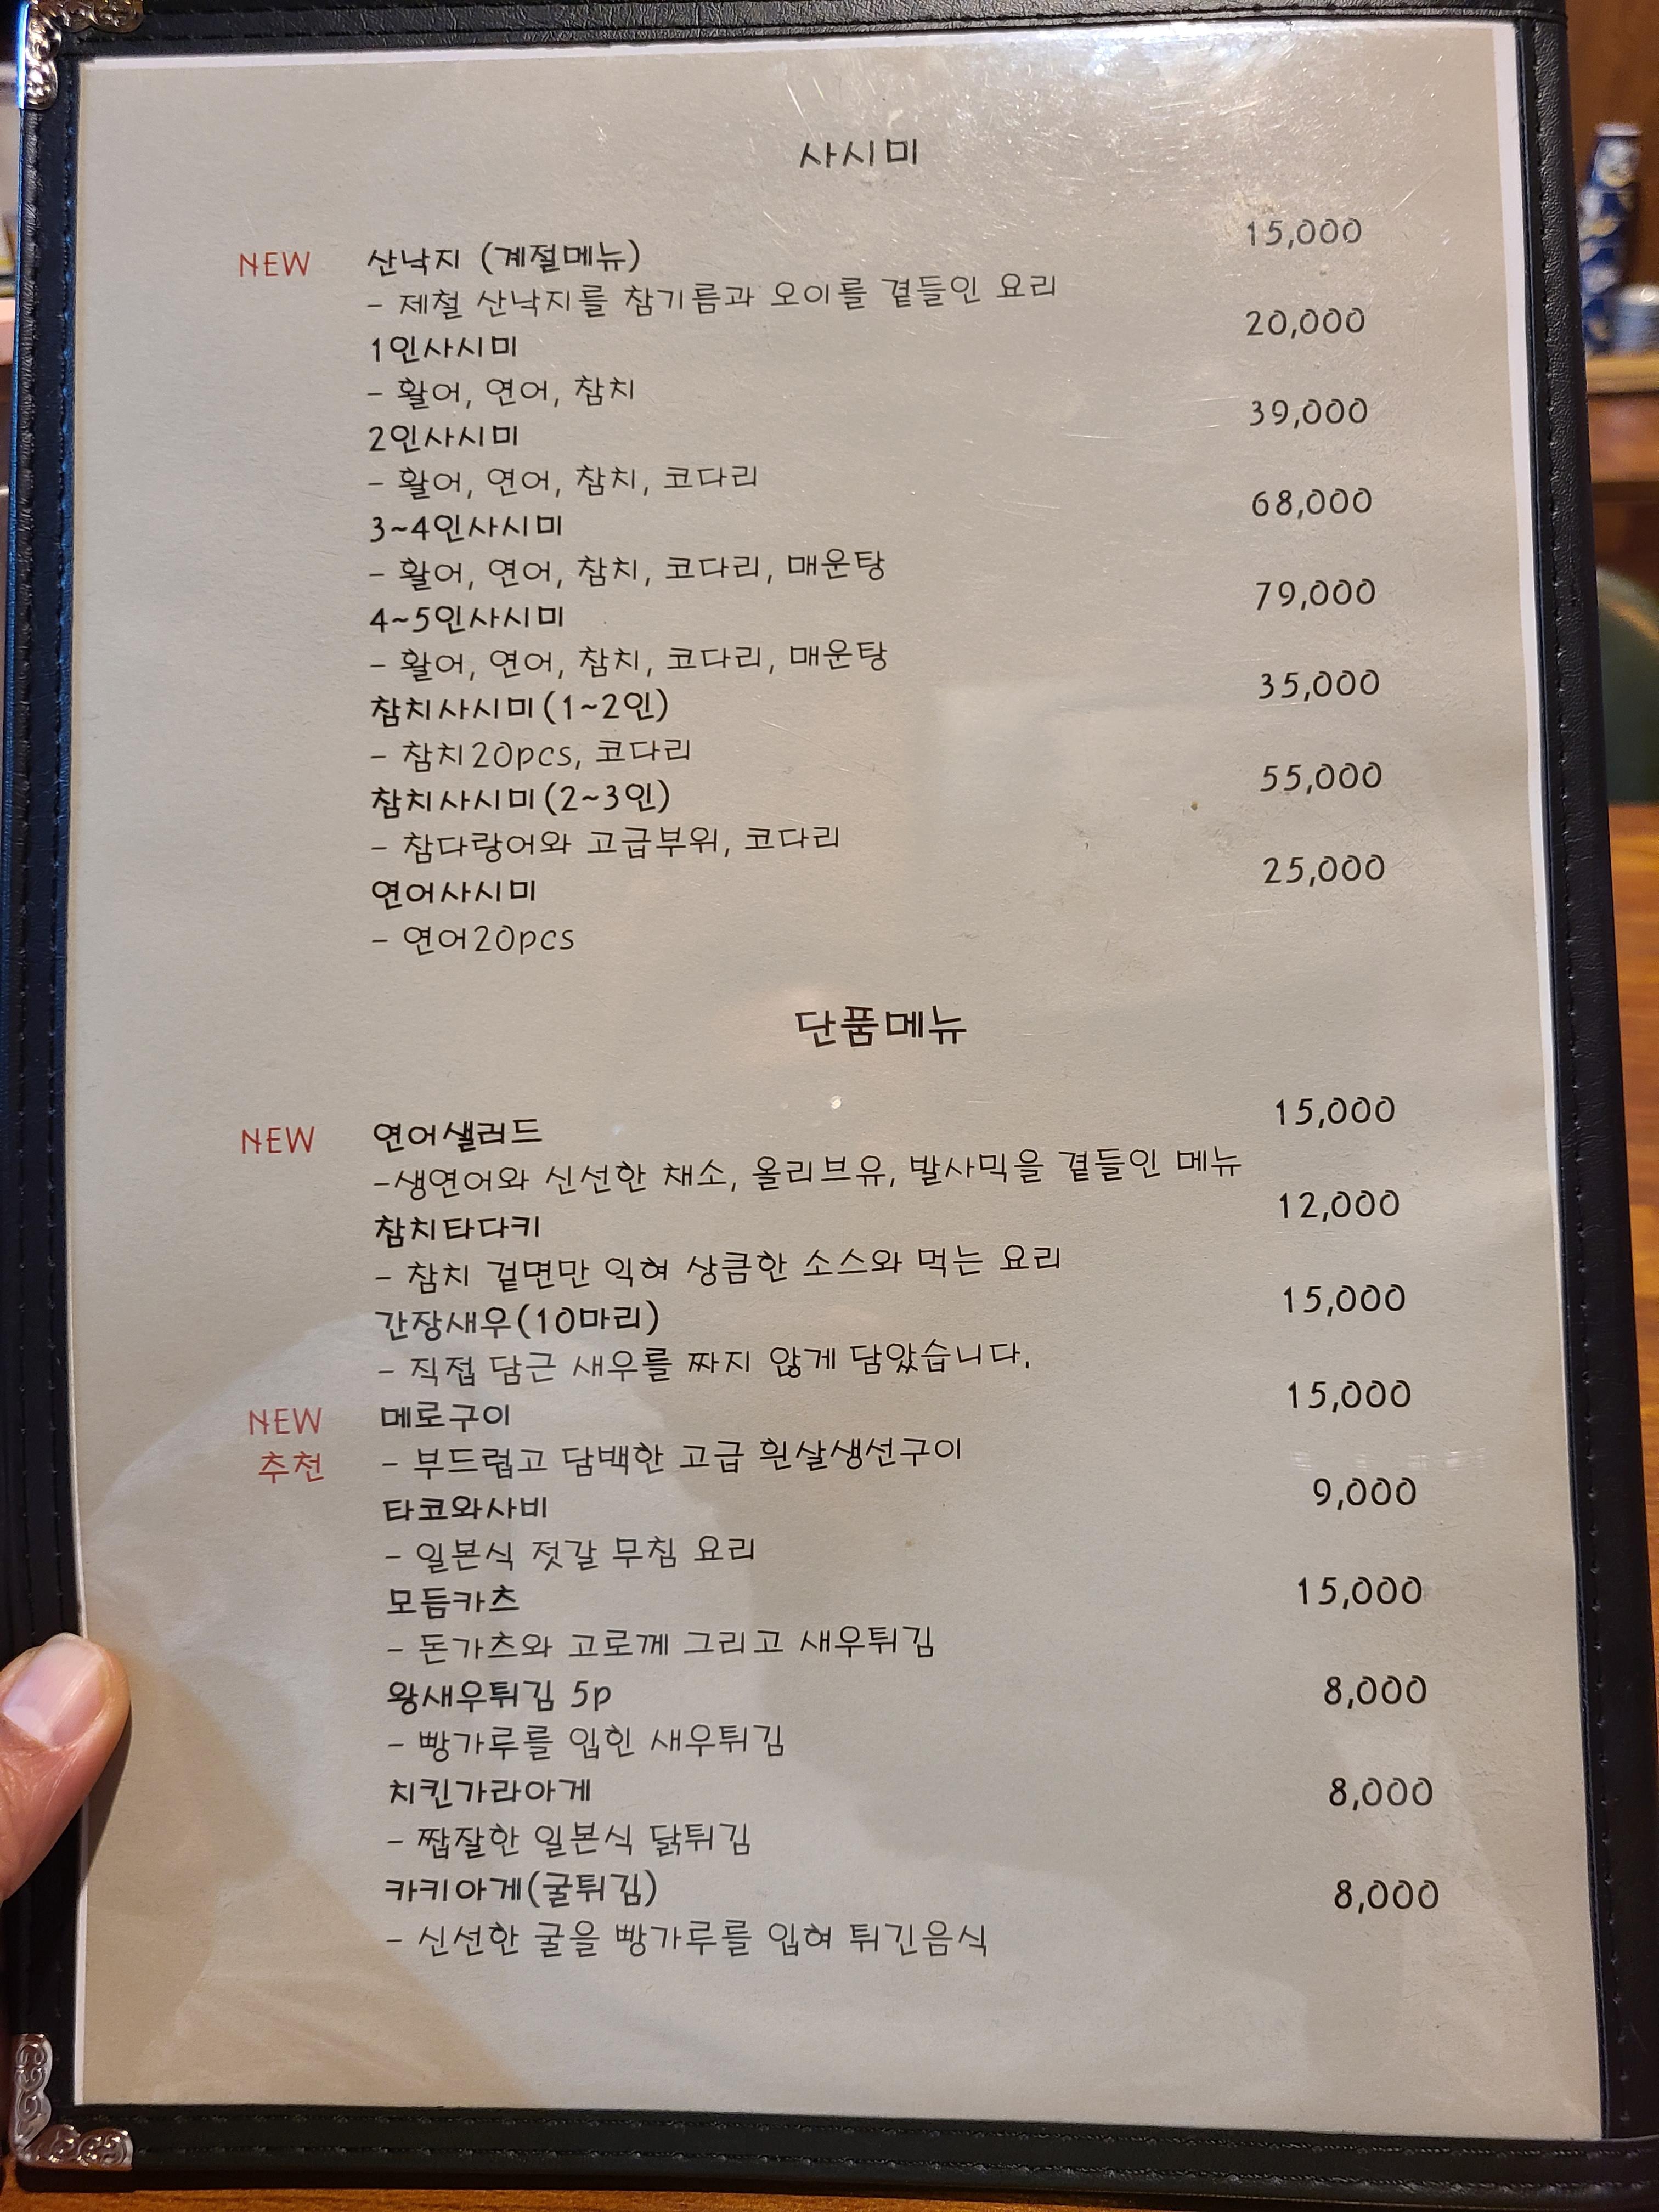 사시미
NEW 산낙지 (계절메뉴) 15,000
- 제철 산낙지를 참기름과 오이를 곁들인 요리
1인사시미 20,000
- 활어, 연어, 참치
2인사시미 39,000
- 활어, 연어, 참치, 코다리
3~4인사시미 68,000
- 활어, 연어, 참치, 코다리, 매운탕
4~5인사시미 79,000
- 활어, 연어, 참치, 코다리, 매운탕
참치사시미(1~2인) 35,000
- 참치20pcs, 코다리
참치사시미(2~3인) 55,000
- 참다랑어와 고급부위, 코다리
연어사시미 25,000
- 연어20pcs
단품메뉴
NEW 연어샐러드 15,000
-생연어와 신선한 채소, 올리브유, 발사믹을 곁들인 메뉴
참치타다키 12,000
- 참치 겉면만 익혀 상큼한 소스와 먹는 요리
간장새우(10마리) 15,000
- 직접 담근 새우를 짜지 않게 담았습니다.
NEW 메로구이 15,000
추천 - 부드럽고 담백한 고급 흰살생선구이
타코와사비 9,000
- 일본식 젓갈 무침 요리
모듬카츠 15,000
- 돈가츠와 고로께 그리고 새우튀김
왕새우튀김 5p 8,000
- 빵가루를 입힌 새우튀김
치킨가라아게 8,000
- 짭잘한 일본식 닭튀김
카키아게(굴튀김) 8,000
- 신선한 굴을 빵가루를 입혀 튀긴음식